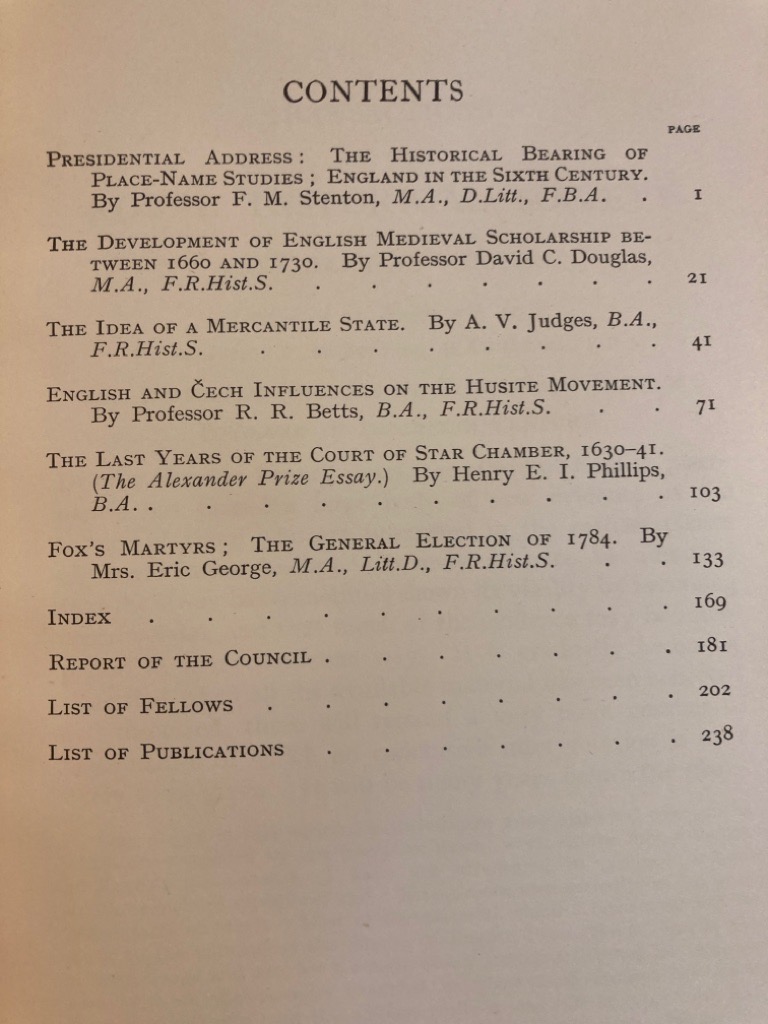 CONTENTS
PAGE
PRESIDENTIAL ADDRESS : THE HISTORICAL BEARING OF
PLACE-NAME STUDIES ; ENGLAND IN THE SIXTH CENTURY.
By Professor F. M. Stenton, M.A., D.Litt., F.B.A. . 1
THE DEVELOPMENT OF ENGLISH MEDIEVAL SCHOLARSHIP BE-
TWEEN 1660 AND 1730. By Professor David C. Douglas,
M.A., F.R.Hist.S. . . . . . . . 21
THE IDEA OF A MERCANTILE STATE. By A. V. Judges, B.A.,
F.R.Hist.S. . . . . . . . . 41
ENGLISH AND ČECH INFLUENCES ON THE HUSITE MOVEMENT.
By Professor R. R. Betts, B.A., F.R.Hist.S. . . 71
THE LAST YEARS OF THE COURT OF STAR CHAMBER, 1630–41.
(The Alexander Prize Essay.) By Henry E. I. Phillips,
B.A. . . . . . . . . . . 103
FOX'S MARTYRS ; THE GENERAL ELECTION OF 1784. By
Mrs. Eric George, M.A., Litt.D., F.R.Hist.S. . . 133
INDEX . . . . . . . . . . 169
REPORT OF THE COUNCIL . . . . . . . 181
LIST OF FELLOWS . . . . . . . . 202
LIST OF PUBLICATIONS . . . . . . . 238